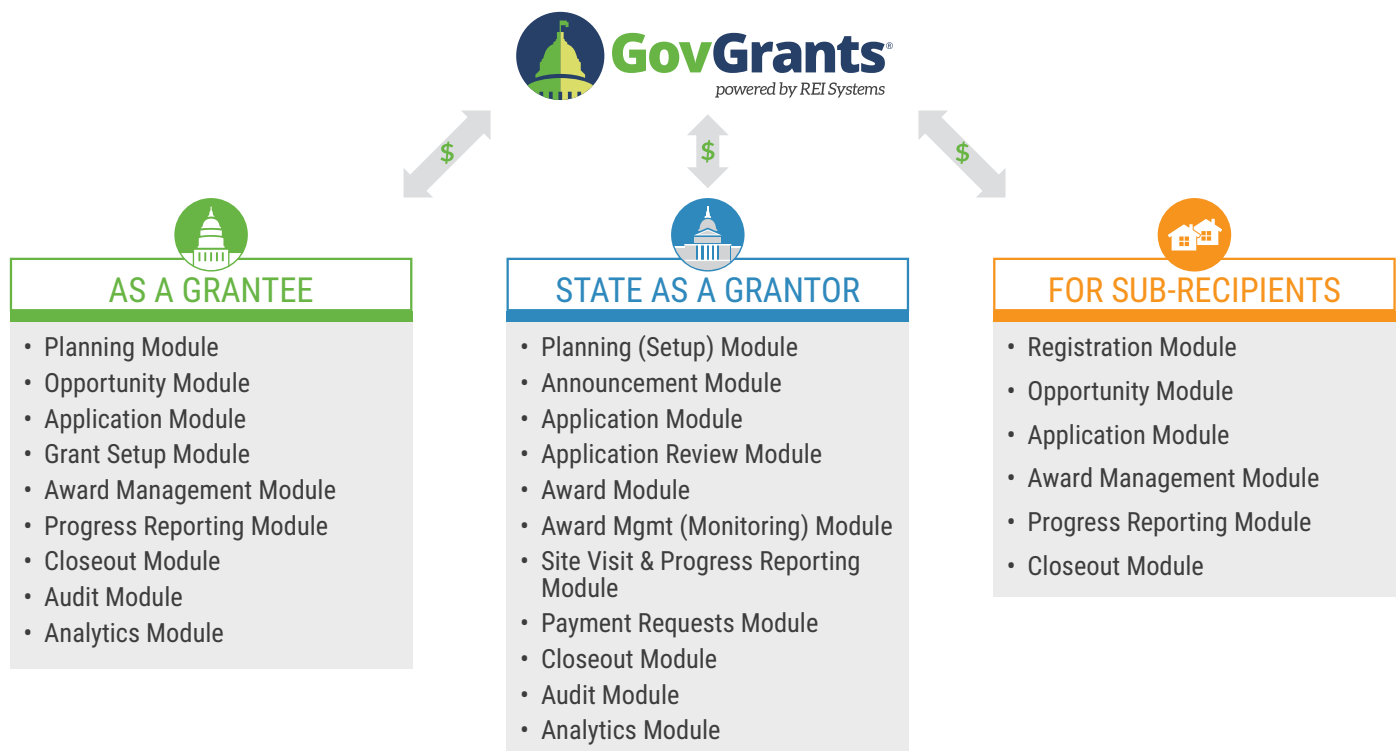 GovGrants®
powered by REI Systems
$
$
$
AS A GRANTEE
• Planning Module
• Opportunity Module
• Application Module
• Grant Setup Module
• Award Management Module
• Progress Reporting Module
• Closeout Module
• Audit Module
• Analytics Module
STATE AS A GRANTOR
• Planning (Setup) Module
• Announcement Module
• Application Module
• Application Review Module
• Award Module
• Award Mgmt (Monitoring) Module
• Site Visit & Progress Reporting
Module
• Payment Requests Module
• Closeout Module
• Audit Module
• Analytics Module
FOR SUB-RECIPIENTS
• Registration Module
• Opportunity Module
• Application Module
• Award Management Module
• Progress Reporting Module
• Closeout Module